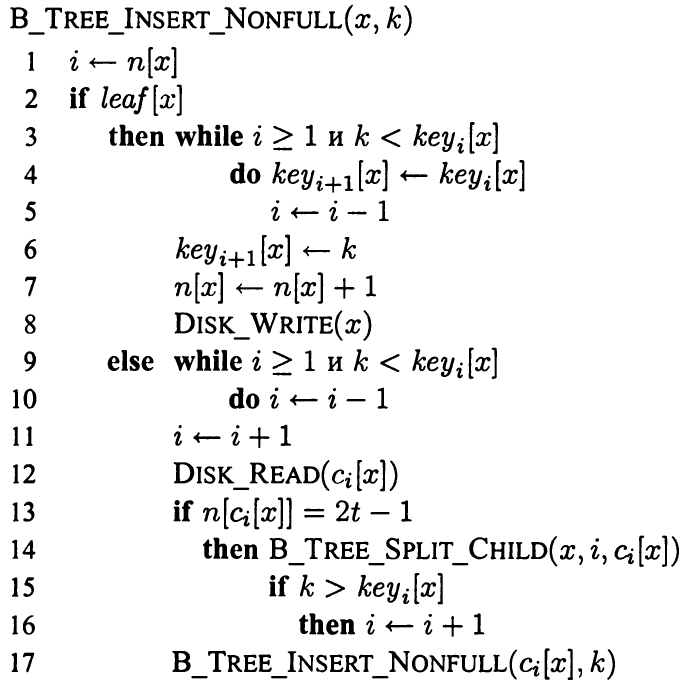 B_TREE_INSERT_NONFULL(x, k)
1 i ← n[x]
2 if leaf[x]
3 then while i ≥ 1 и k < key_i[x]
4 do key_{i+1}[x] ← key_i[x]
5 i ← i − 1
6 key_{i+1}[x] ← k
7 n[x] ← n[x] + 1
8 DISK_WRITE(x)
9 else while i ≥ 1 и k < key_i[x]
10 do i ← i − 1
11 i ← i + 1
12 DISK_READ(c_i[x])
13 if n[c_i[x]] = 2t − 1
14 then B_TREE_SPLIT_CHILD(x, i, c_i[x])
15 if k > key_i[x]
16 then i ← i + 1
17 B_TREE_INSERT_NONFULL(c_i[x], k)